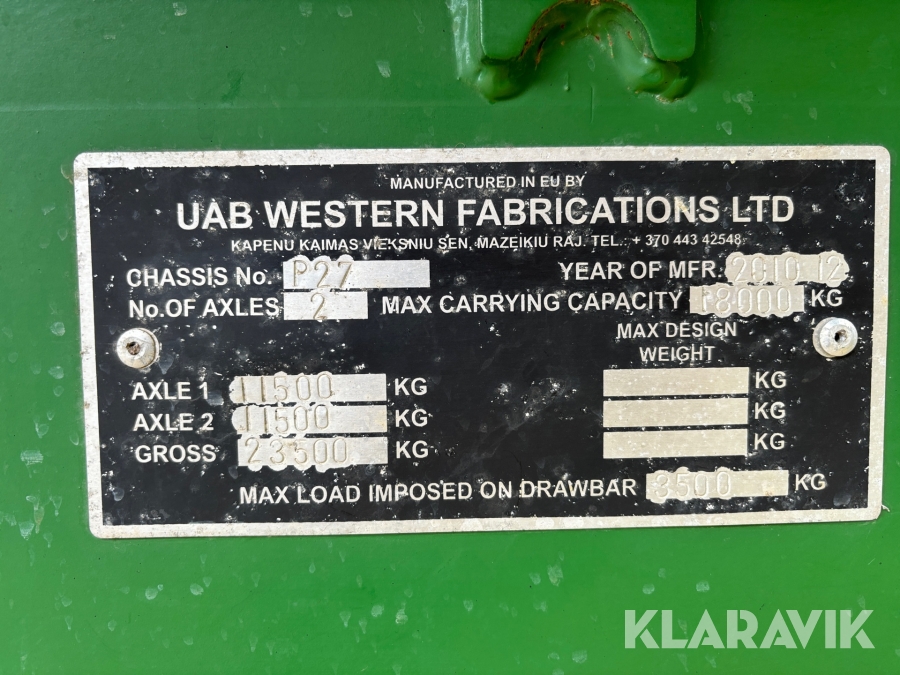 MANUFACTURED IN EU BY
UAB WESTERN FABRICATIONS LTD
KAPENU KAIMAS VIEKSNIU SEN. MAZEIKIU RAJ. TEL.: + 370 443 42548
CHASSIS No. P27 YEAR OF MFR. 2010 12
No.OF AXLES 2 MAX CARRYING CAPACITY 18000 KG
MAX DESIGN
WEIGHT
AXLE 1 11500 KG KG
AXLE 2 11500 KG KG
GROSS 23500 KG KG
MAX LOAD IMPOSED ON DRAWBAR 3500 KG
KLARAVIK